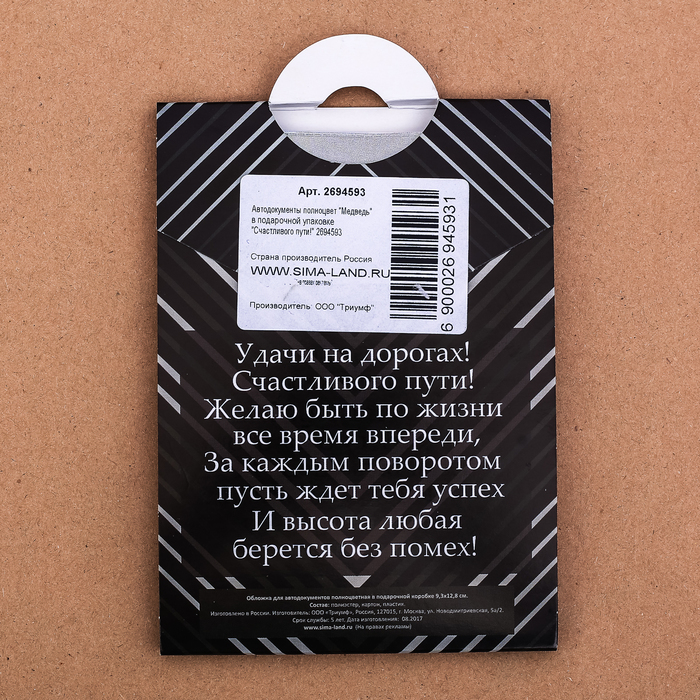 Арт. 2694593
Автодокументы полноцвет "Медведь"
в подарочной упаковке
"Счастливого пути!" 2694593
Страна производитель Россия
WWW.SIMA-LAND.RU
Производитель: ООО "Триумф"
6 900026 945931
Удачи на дорогах!
Счастливого пути!
Желаю быть по жизни
все время впереди,
За каждым поворотом
пусть ждет тебя успех
И высота любая
берется без помех!
Обложка для автодокументов полноцветная в подарочной коробке 9,3х12,8 см.
Состав: полиэстер, картон, пластик.
Изготовлено в России. Изготовитель: ООО «Триумф», Россия, 127015, г. Москва, ул. Новодмитриевская, 5а/2.
Срок службы: 5 лет. Дата изготовления: 08.2017
www.sima-land.ru (На правах рекламы)